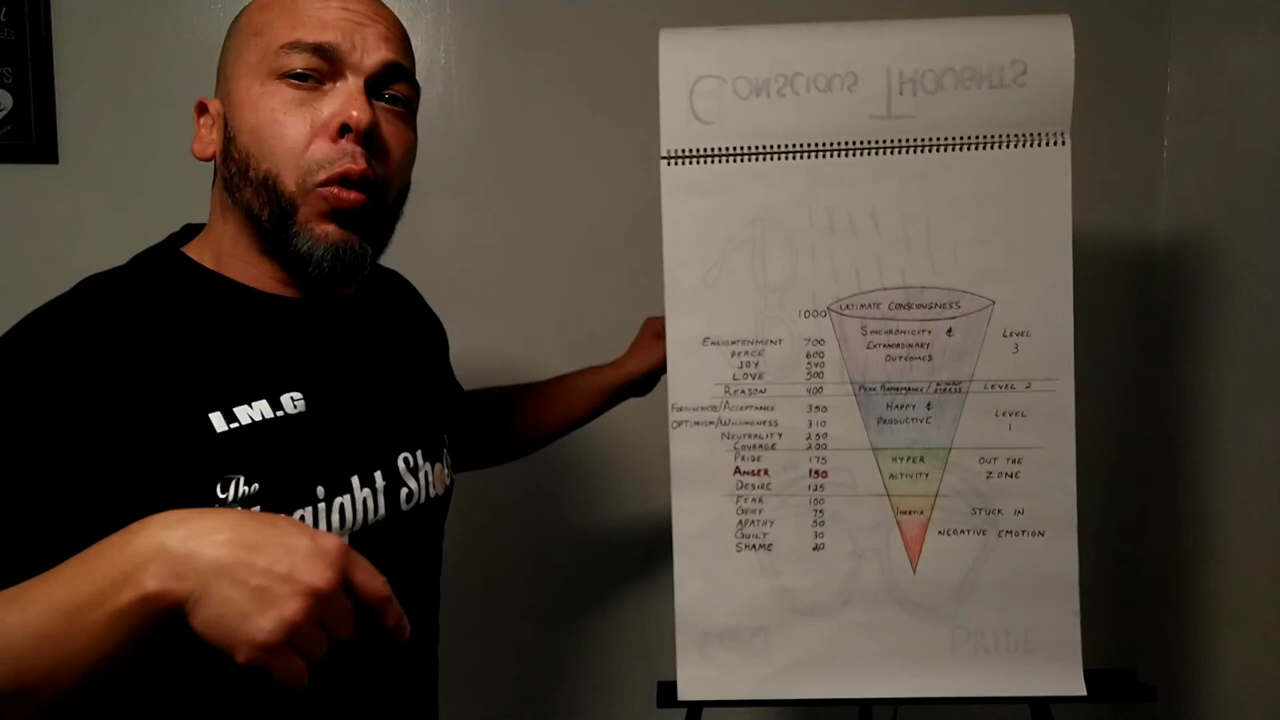 I.M.G
The
Straight Sho
CONSCIOUS THOUGHTS
1000 ULTIMATE CONSCIOUSNESS
SYNCHRONICITY &
EXTRAORDINARY
OUTCOMES
LEVEL
3
ENLIGHTENMENT 700
PEACE 600
JOY 540
LOVE 500
REASON 400
PEAK PERFORMANCE/
STRESS
LEVEL 2
FORGIVENESS/ACCEPTANCE 350
OPTIMISM/WILLINGNESS 310
NEUTRALITY 250
COURAGE 200
HAPPY &
PRODUCTIVE
LEVEL
1
PRIDE 175
ANGER 150
DESIRE 125
HYPER
ACTIVITY
OUT THE
ZONE
FEAR 100
GRIEF 75
APATHY 50
GUILT 30
SHAME 20
INERTIA
STUCK IN
NEGATIVE EMOTION
EGO
PRIDE